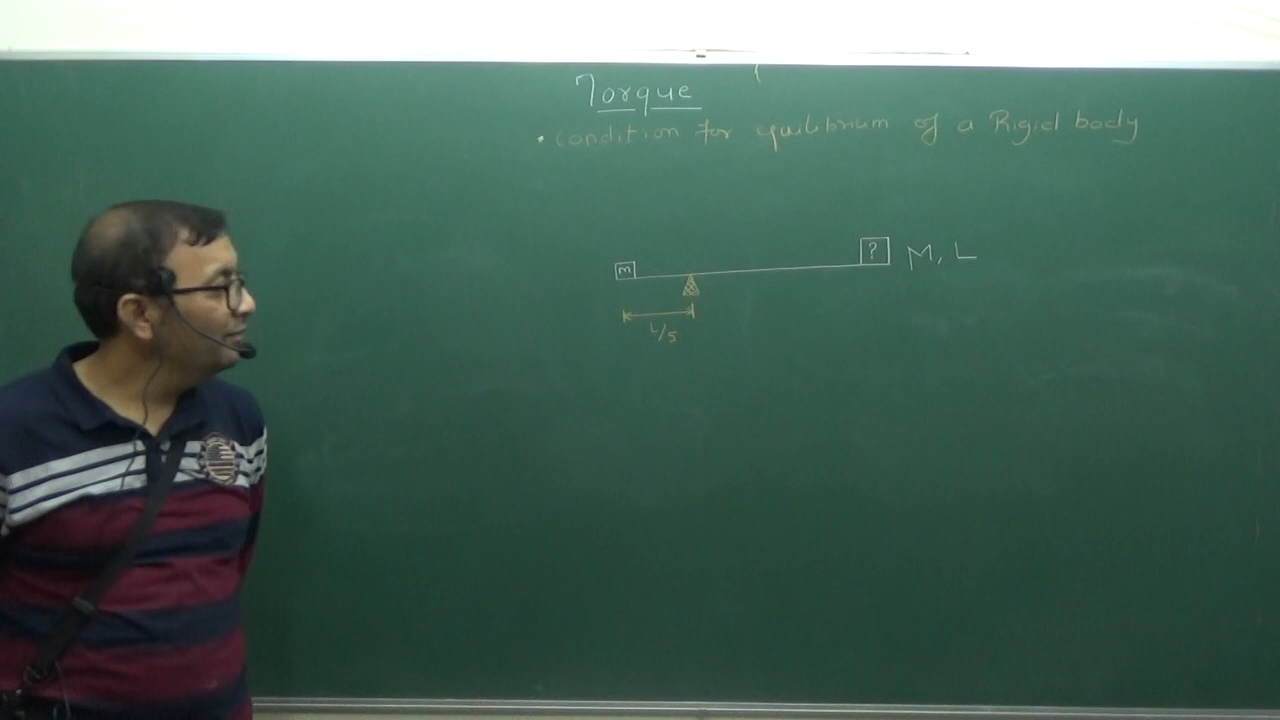 Torque
• Condition for equilibrium of a Rigid body
m
?
M, L
L/5